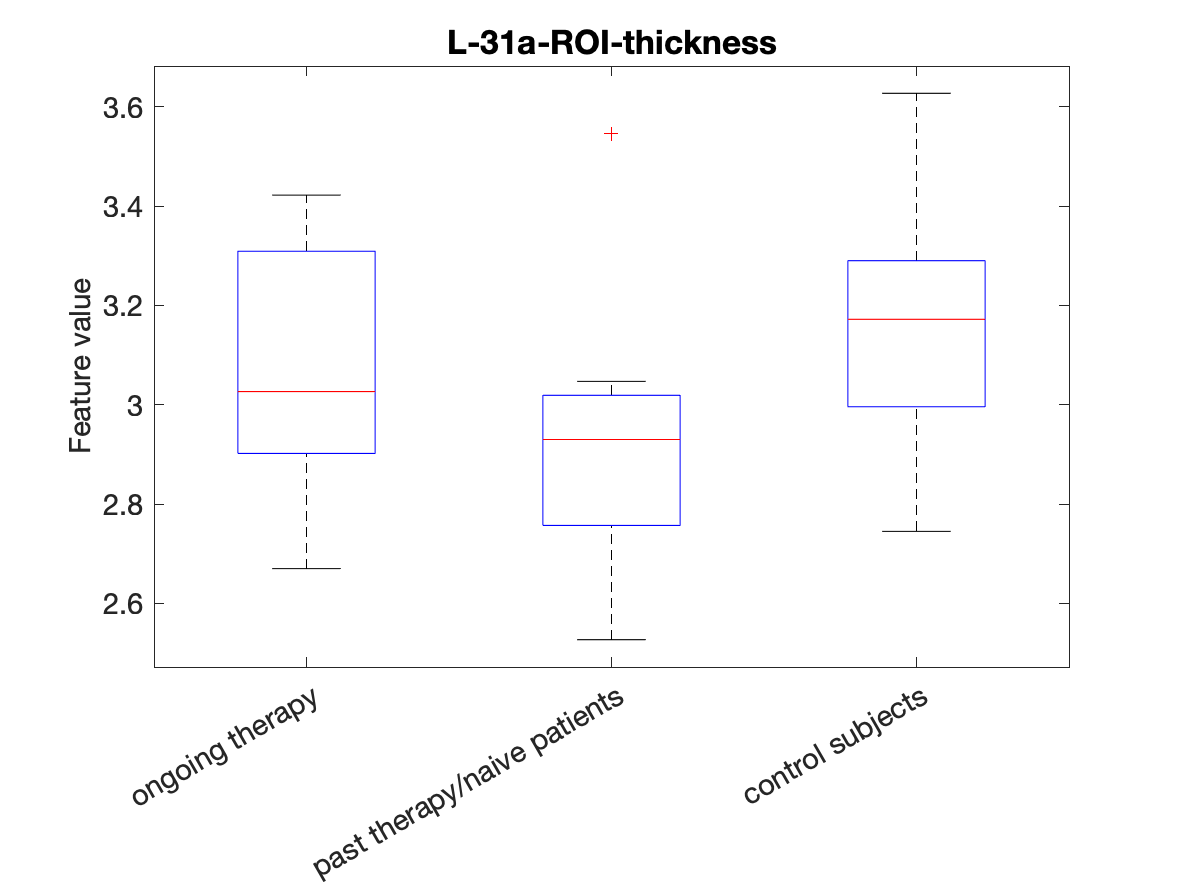 L-31a-ROI-thickness
Feature value
3.6
3.4
3.2
3
2.8
2.6
ongoing therapy
past therapy/naive patients
control subjects